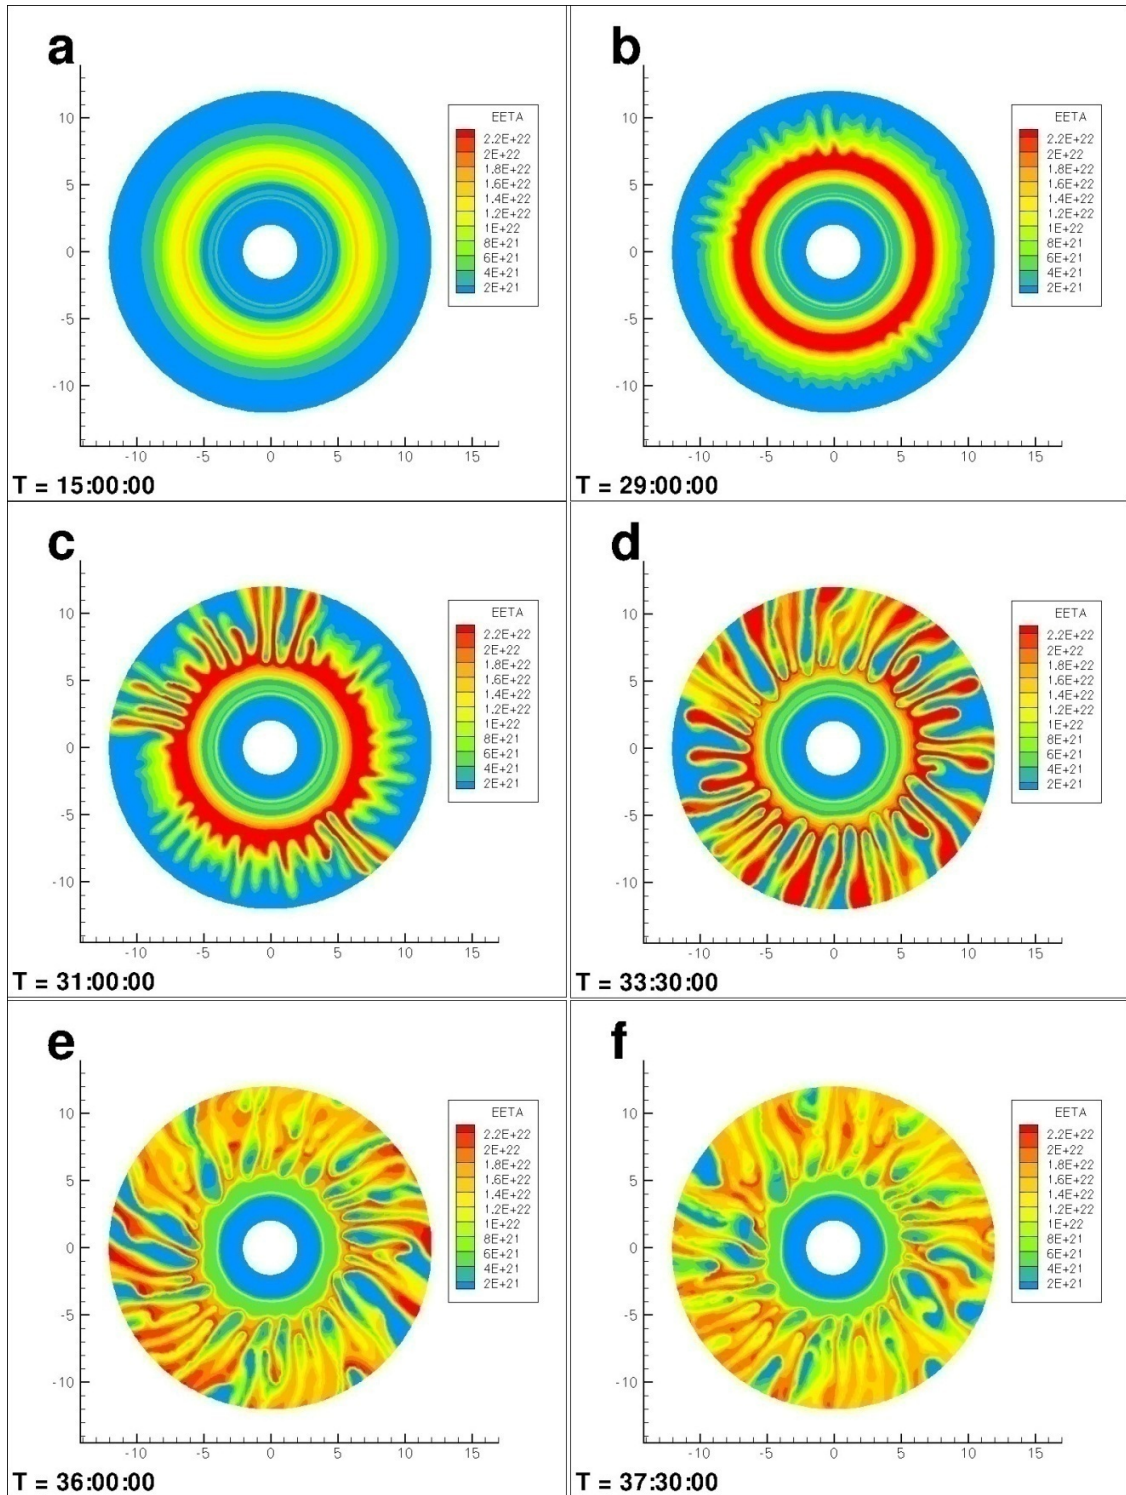 a
EETA
2.2E+22
2E+22
1.8E+22
1.6E+22
1.4E+22
1.2E+22
1E+22
8E+21
6E+21
4E+21
2E+21
10
5
0
-5
-10
-10 -5 0 5 10 15
T = 15:00:00
b
EETA
2.2E+22
2E+22
1.8E+22
1.6E+22
1.4E+22
1.2E+22
1E+22
8E+21
6E+21
4E+21
2E+21
10
5
0
-5
-10
-10 -5 0 5 10 15
T = 29:00:00
c
EETA
2.2E+22
2E+22
1.8E+22
1.6E+22
1.4E+22
1.2E+22
1E+22
8E+21
6E+21
4E+21
2E+21
10
5
0
-5
-10
-10 -5 0 5 10 15
T = 31:00:00
d
EETA
2.2E+22
2E+22
1.8E+22
1.6E+22
1.4E+22
1.2E+22
1E+22
8E+21
6E+21
4E+21
2E+21
10
5
0
-5
-10
-10 -5 0 5 10 15
T = 33:30:00
e
EETA
2.2E+22
2E+22
1.8E+22
1.6E+22
1.4E+22
1.2E+22
1E+22
8E+21
6E+21
4E+21
2E+21
10
5
0
-5
-10
-10 -5 0 5 10 15
T = 36:00:00
f
EETA
2.2E+22
2E+22
1.8E+22
1.6E+22
1.4E+22
1.2E+22
1E+22
8E+21
6E+21
4E+21
2E+21
10
5
0
-5
-10
-10 -5 0 5 10 15
T = 37:30:00